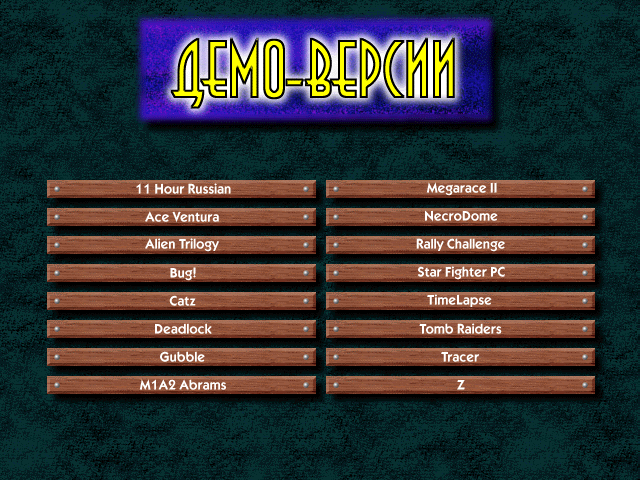 ДЕМО-ВЕРСИИ
11 Hour Russian
Ace Ventura
Alien Trilogy
Bug!
Catz
Deadlock
Gubble
M1A2 Abrams
Megarace II
NecroDome
Rally Challenge
Star Fighter PC
TimeLapse
Tomb Raiders
Tracer
Z